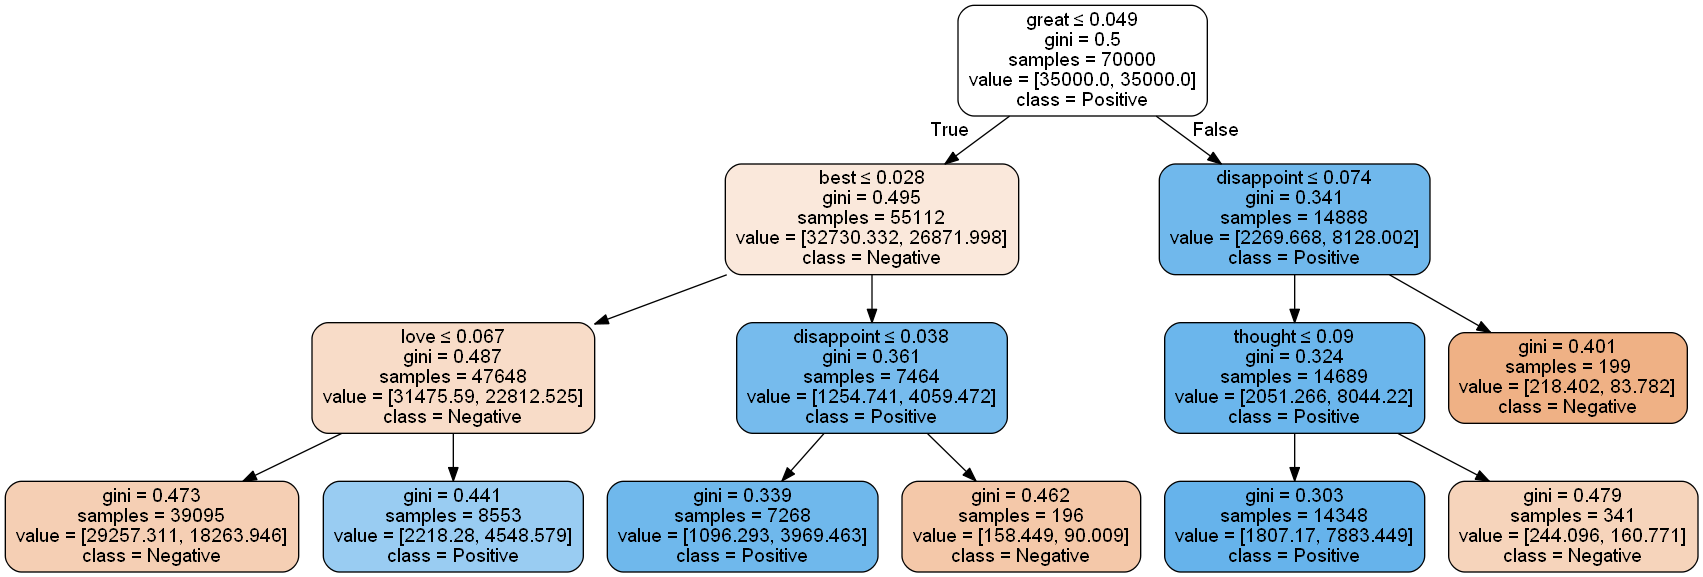 great ≤ 0.049
gini = 0.5
samples = 70000
value = [35000.0, 35000.0]
class = Positive
True
False
best ≤ 0.028
gini = 0.495
samples = 55112
value = [32730.332, 26871.998]
class = Negative
disappoint ≤ 0.074
gini = 0.341
samples = 14888
value = [2269.668, 8128.002]
class = Positive
love ≤ 0.067
gini = 0.487
samples = 47648
value = [31475.59, 22812.525]
class = Negative
disappoint ≤ 0.038
gini = 0.361
samples = 7464
value = [1254.741, 4059.472]
class = Positive
thought ≤ 0.09
gini = 0.324
samples = 14689
value = [2051.266, 8044.22]
class = Positive
gini = 0.401
samples = 199
value = [218.402, 83.782]
class = Negative
gini = 0.473
samples = 39095
value = [29257.311, 18263.946]
class = Negative
gini = 0.441
samples = 8553
value = [2218.28, 4548.579]
class = Positive
gini = 0.339
samples = 7268
value = [1096.293, 3969.463]
class = Positive
gini = 0.462
samples = 196
value = [158.449, 90.009]
class = Negative
gini = 0.303
samples = 14348
value = [1807.17, 7883.449]
class = Positive
gini = 0.479
samples = 341
value = [244.096, 160.771]
class = Negative